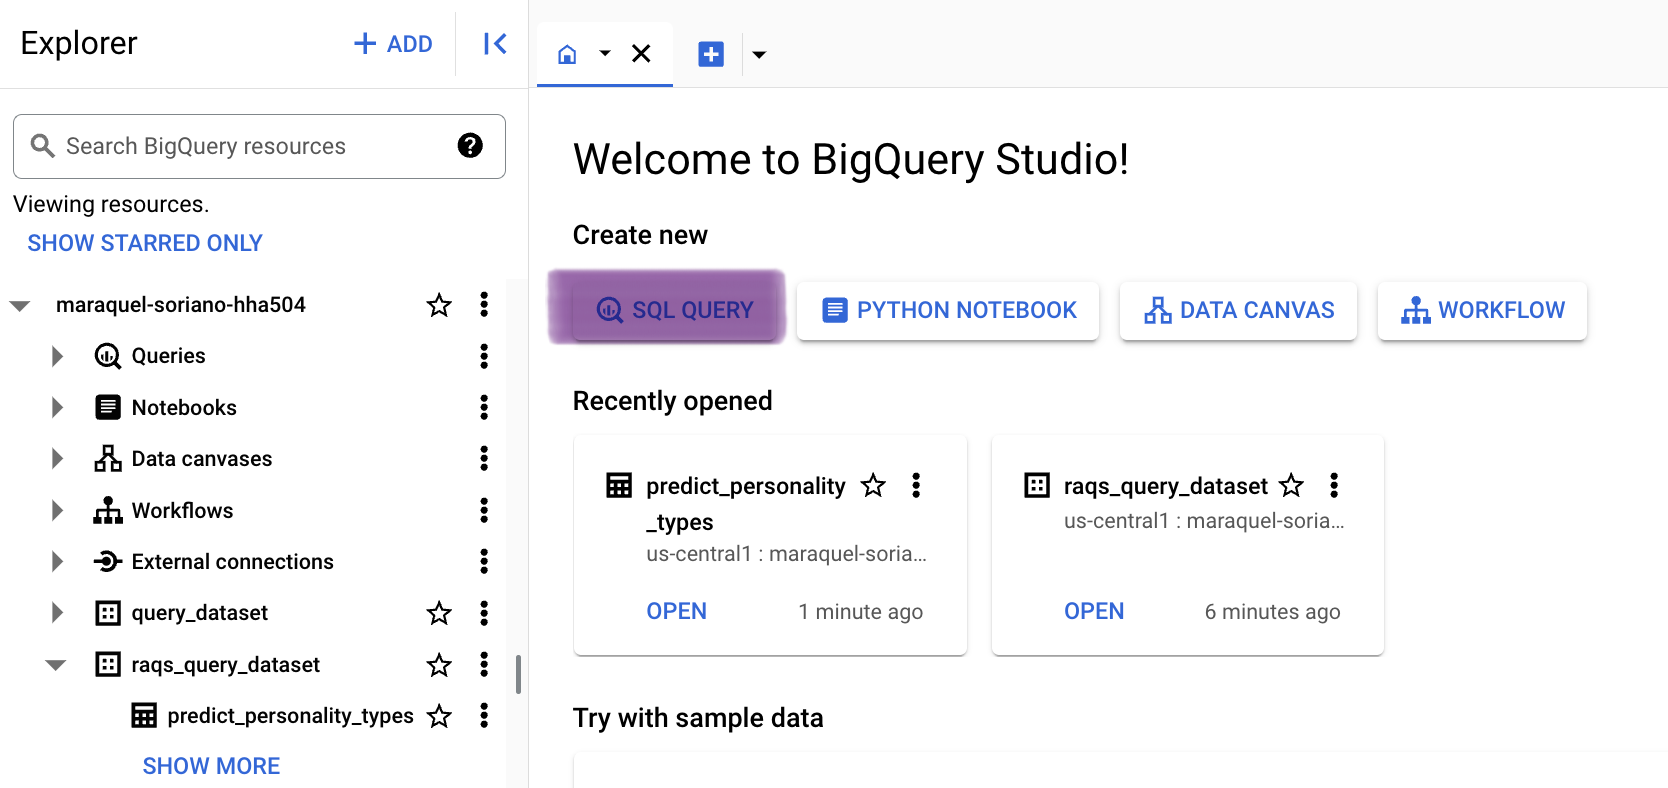 Explorer
ADD
Search BigQuery resources
Viewing resources.
SHOW STARRED ONLY
maraquel-soriano-hha504
Queries
Notebooks
Data canvases
Workflows
External connections
query_dataset
raqs_query_dataset
predict_personality_types
SHOW MORE
Welcome to BigQuery Studio!
Create new
SQL QUERY PYTHON NOTEBOOK DATA CANVAS WORKFLOW
Recently opened
predict_personality
_types
us-central1 : maraquel-soria...
OPEN 1 minute ago
raqs_query_dataset
us-central1 : maraquel-soria...
OPEN 6 minutes ago
Try with sample data